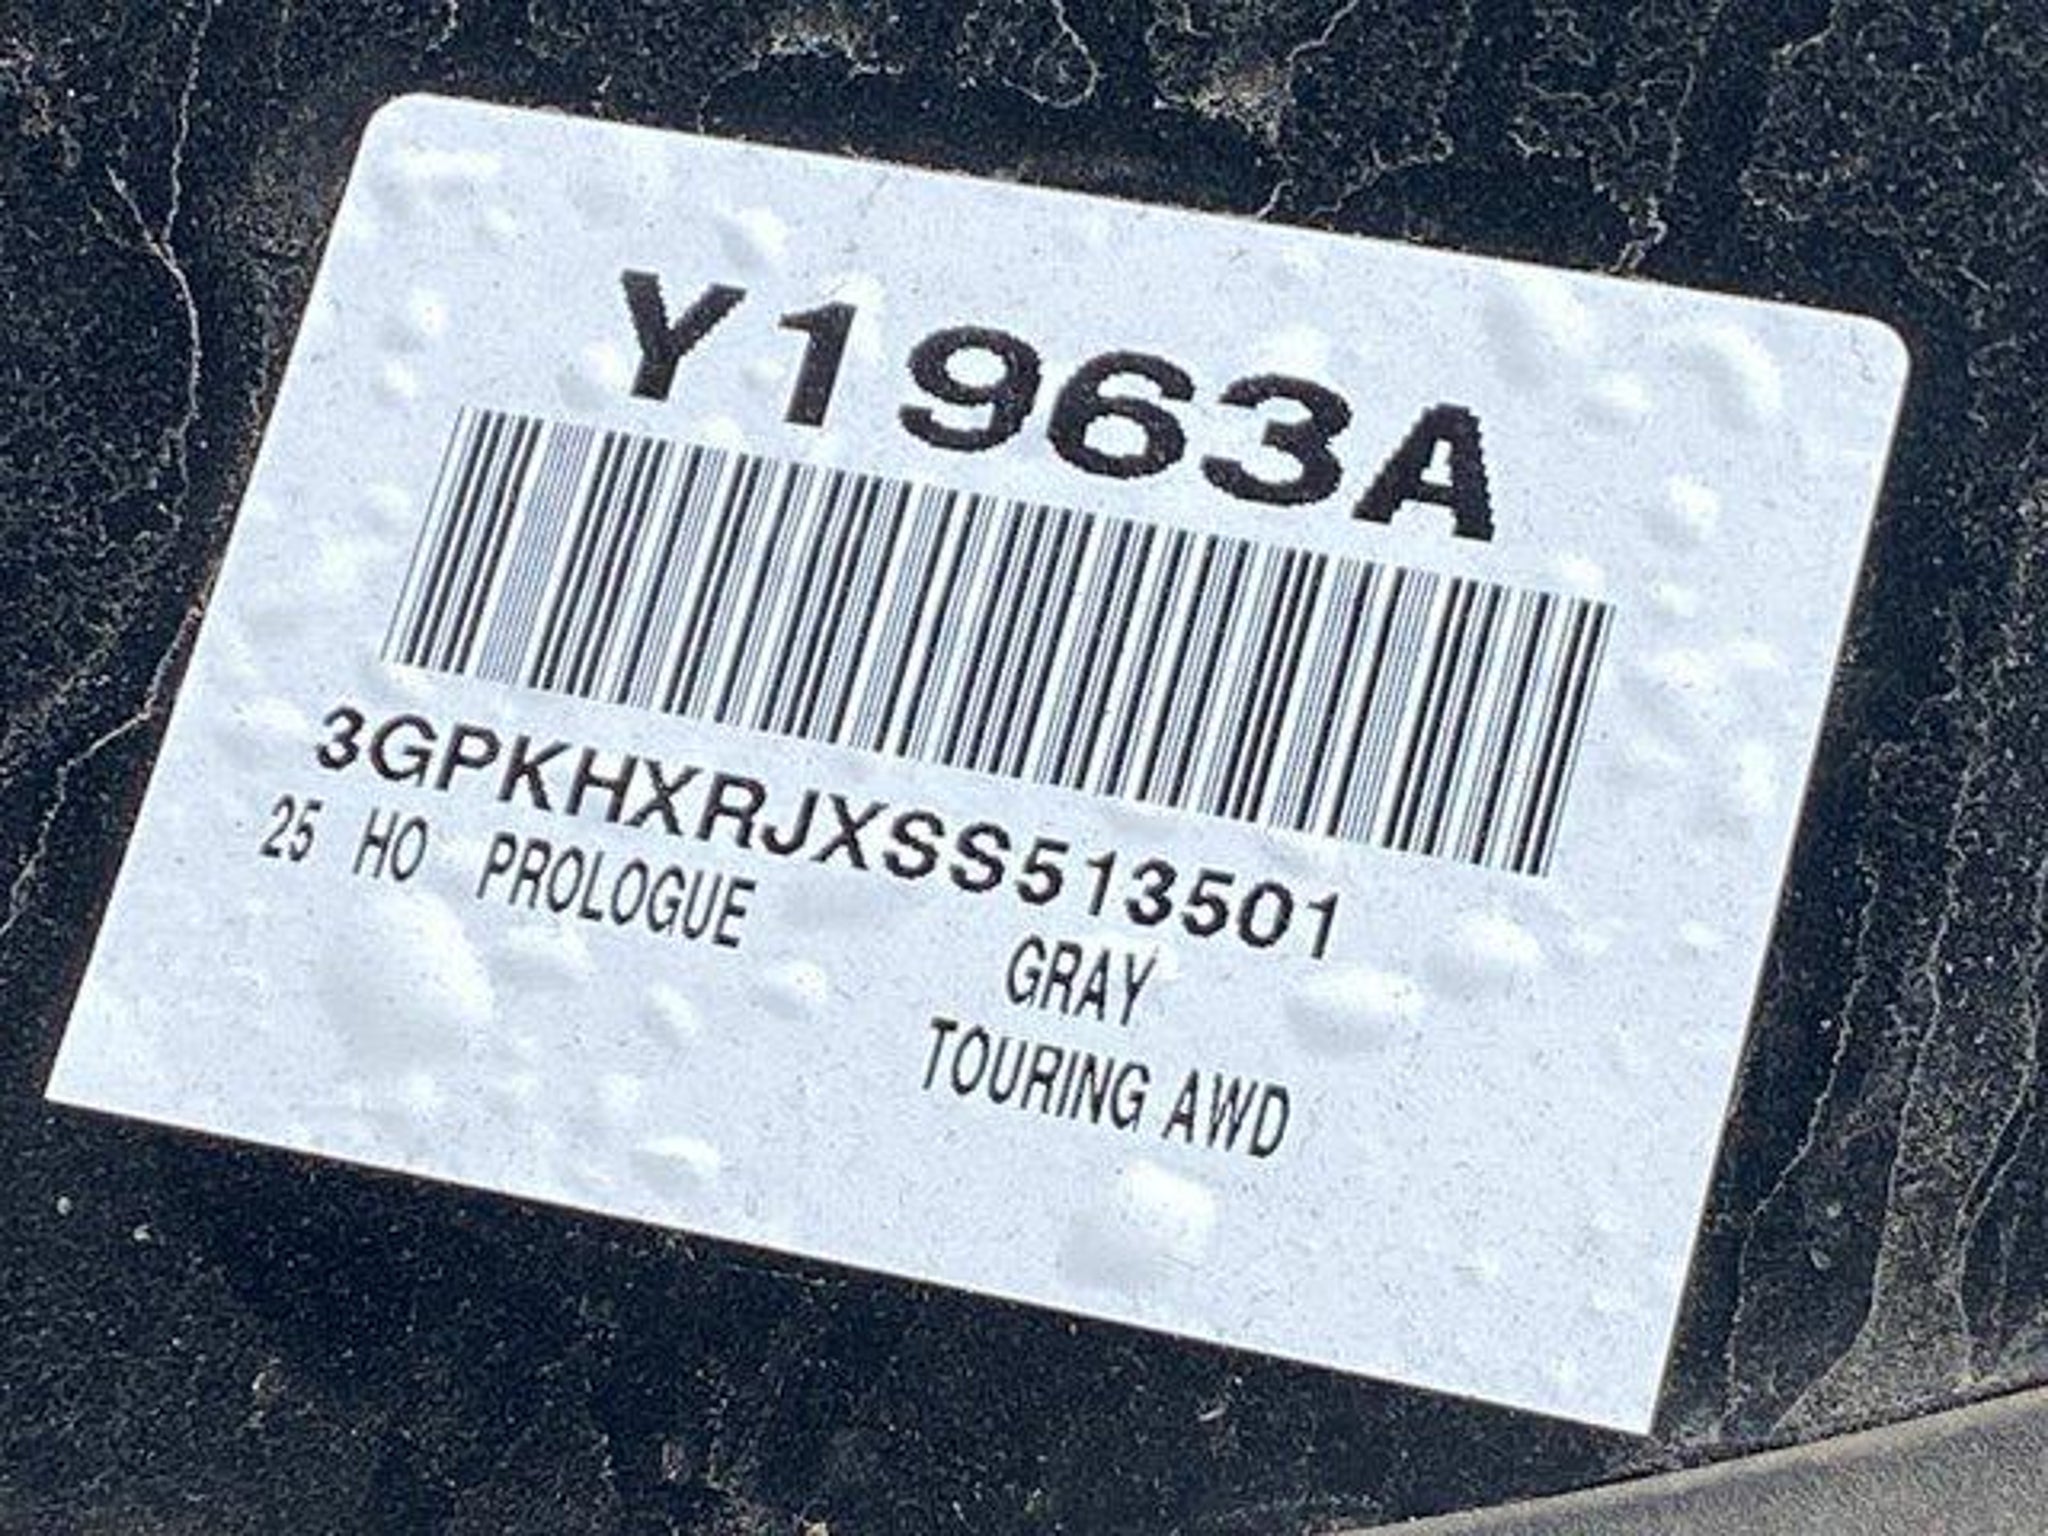 Y1963A
3GPKHXRJXSS513501
25 HO PROLOGUE
GRAY
TOURING AWD